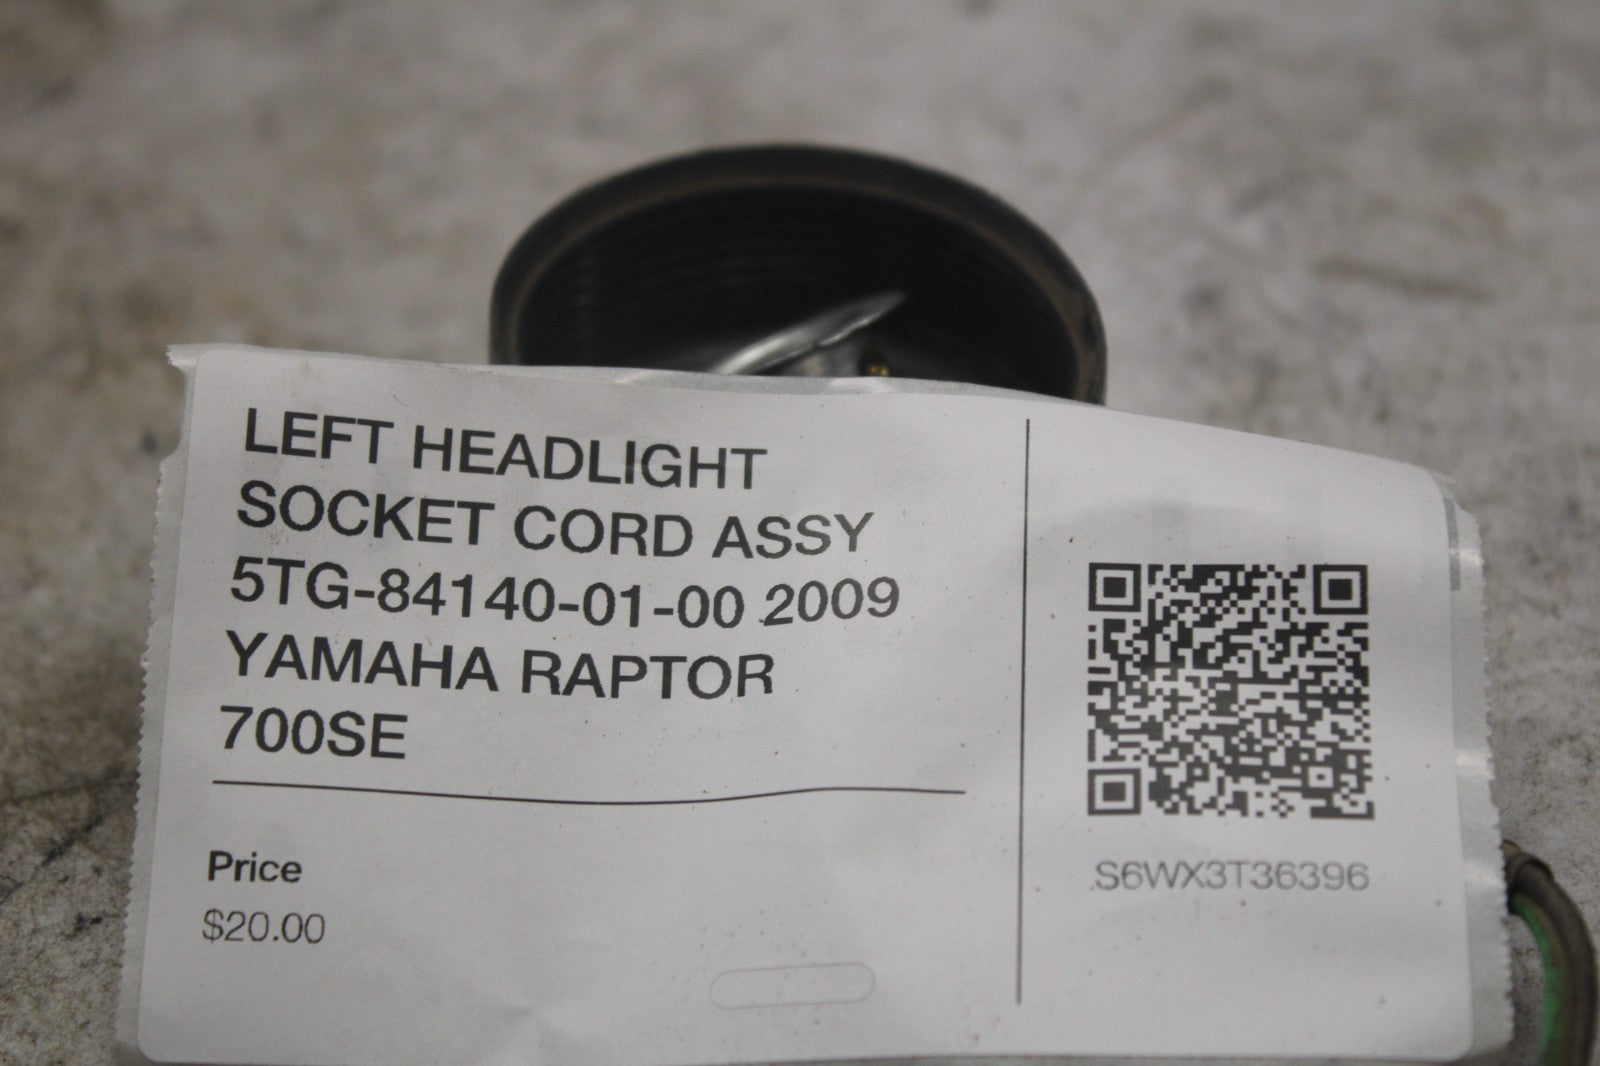 LEFT HEADLIGHT
SOCKET CORD ASSY
5TG-84140-01-00 2009
YAMAHA RAPTOR
700SE
Price
$20.00
S6WX3T36396